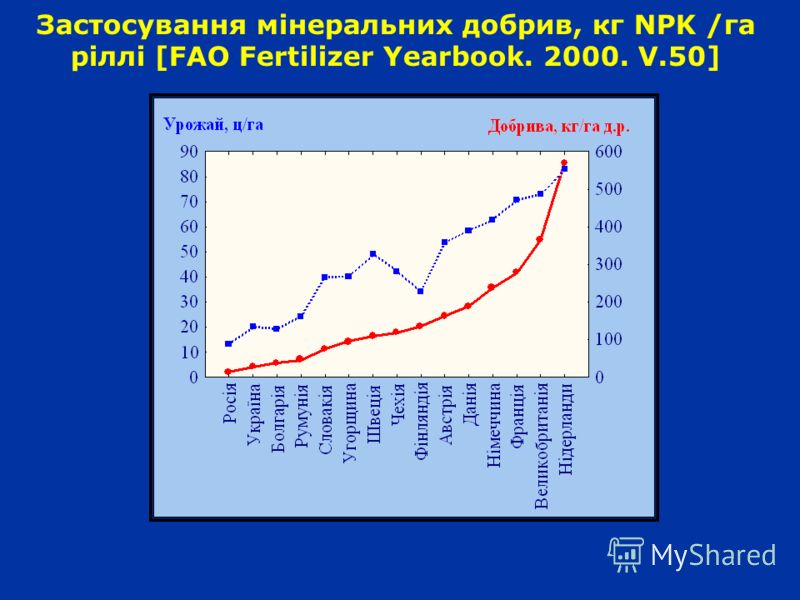 Застосування мінеральних добрив, кг NPK /га
ріллі [FAO Fertilizer Yearbook. 2000. V.50]
Урожай, ц/га
Добрива, кг/га д.р.
90
80
70
60
50
40
30
20
10
0
600
500
400
300
200
100
0
Росія
Україна
Болгарія
Румунія
Словакія
Угорщина
Швеція
Чехія
Фінляндія
Австрія
Данія
Німеччина
Франція
Великобританія
Нідерланди
MyShared